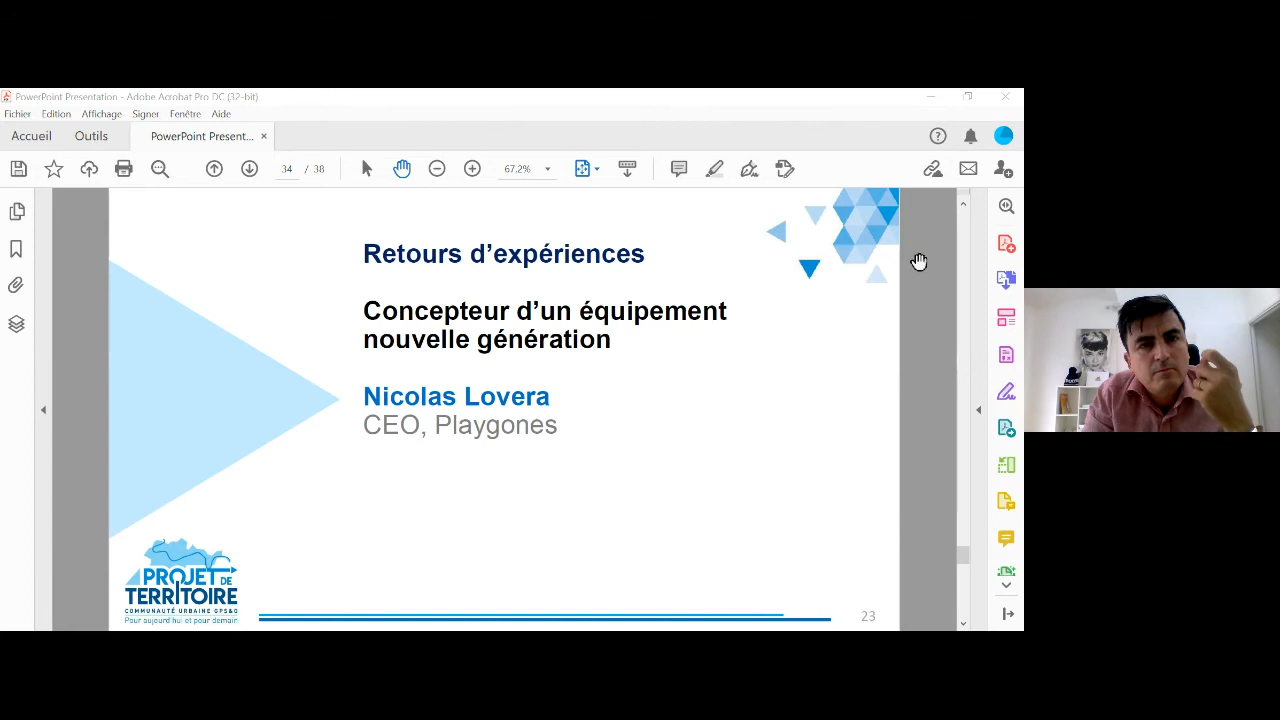 PowerPoint Presentation - Adobe Acrobat Pro DC (32-bit)
Fichier Edition Affichage Signer Fenêtre Aide
Accueil Outils PowerPoint Present... ×
34 / 38 67,2%
Retours d’expériences
Concepteur d’un équipement
nouvelle génération
Nicolas Lovera
CEO, Playgones
PROJET DE
TERRITOIRE
COMMUNAUTÉ URBAINE GPS&O
Pour aujourd'hui et pour demain
23